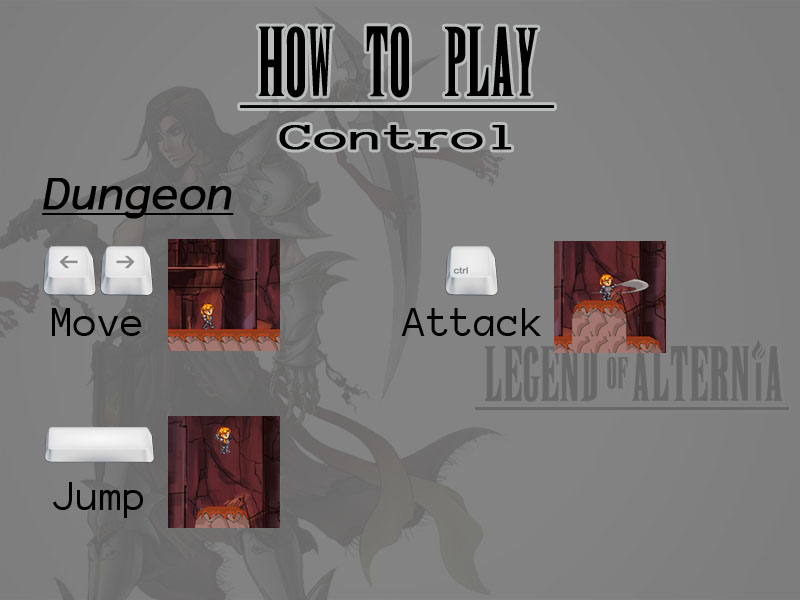 HOW TO PLAY
Control
Dungeon
← →
Move
ctrl
Attack
LEGEND OF ALTERNIA
Jump